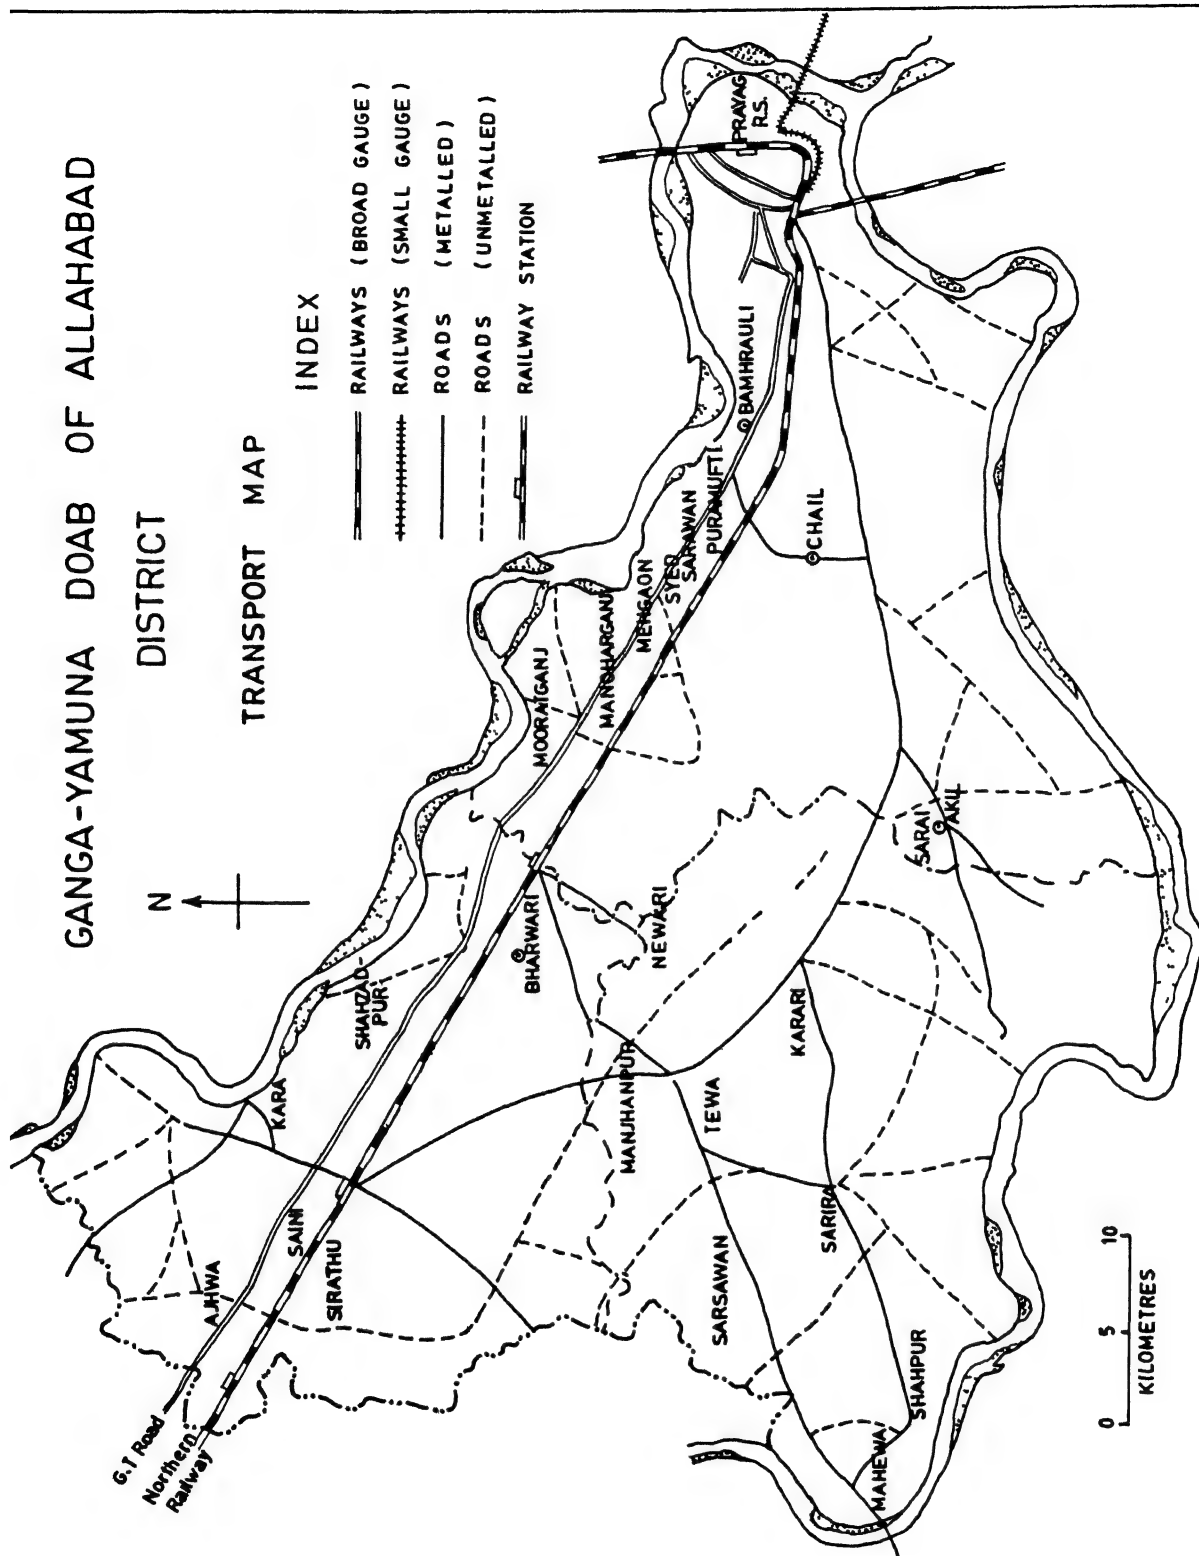 GANGA-YAMUNA DOAB OF ALLAHABAD
DISTRICT
TRANSPORT MAP
N
INDEX
RAILWAYS (BROAD GAUGE)
RAILWAYS (SMALL GAUGE)
ROADS (METALLED)
ROADS (UNMETALLED)
RAILWAY STATION
G.T Road
Northern
Railway
AJHWA
SAINI
SIRATHU
KARA
SHAHZAD-
PUR
BHARWARI
NEWARI
MOORATGANJ
MANOHARGANJ
MENGAON
SYED
SARAWAN
PURAMUFTI
BAMHRAULI
PRAYAG
R.S.
CHAIL
MANJHANPUR
TEWA
KARARI
SARAI
AKIL
SARSAWAN
SARIRA
SHAHPUR
MAHEWA
0 5 10
KILOMETRES